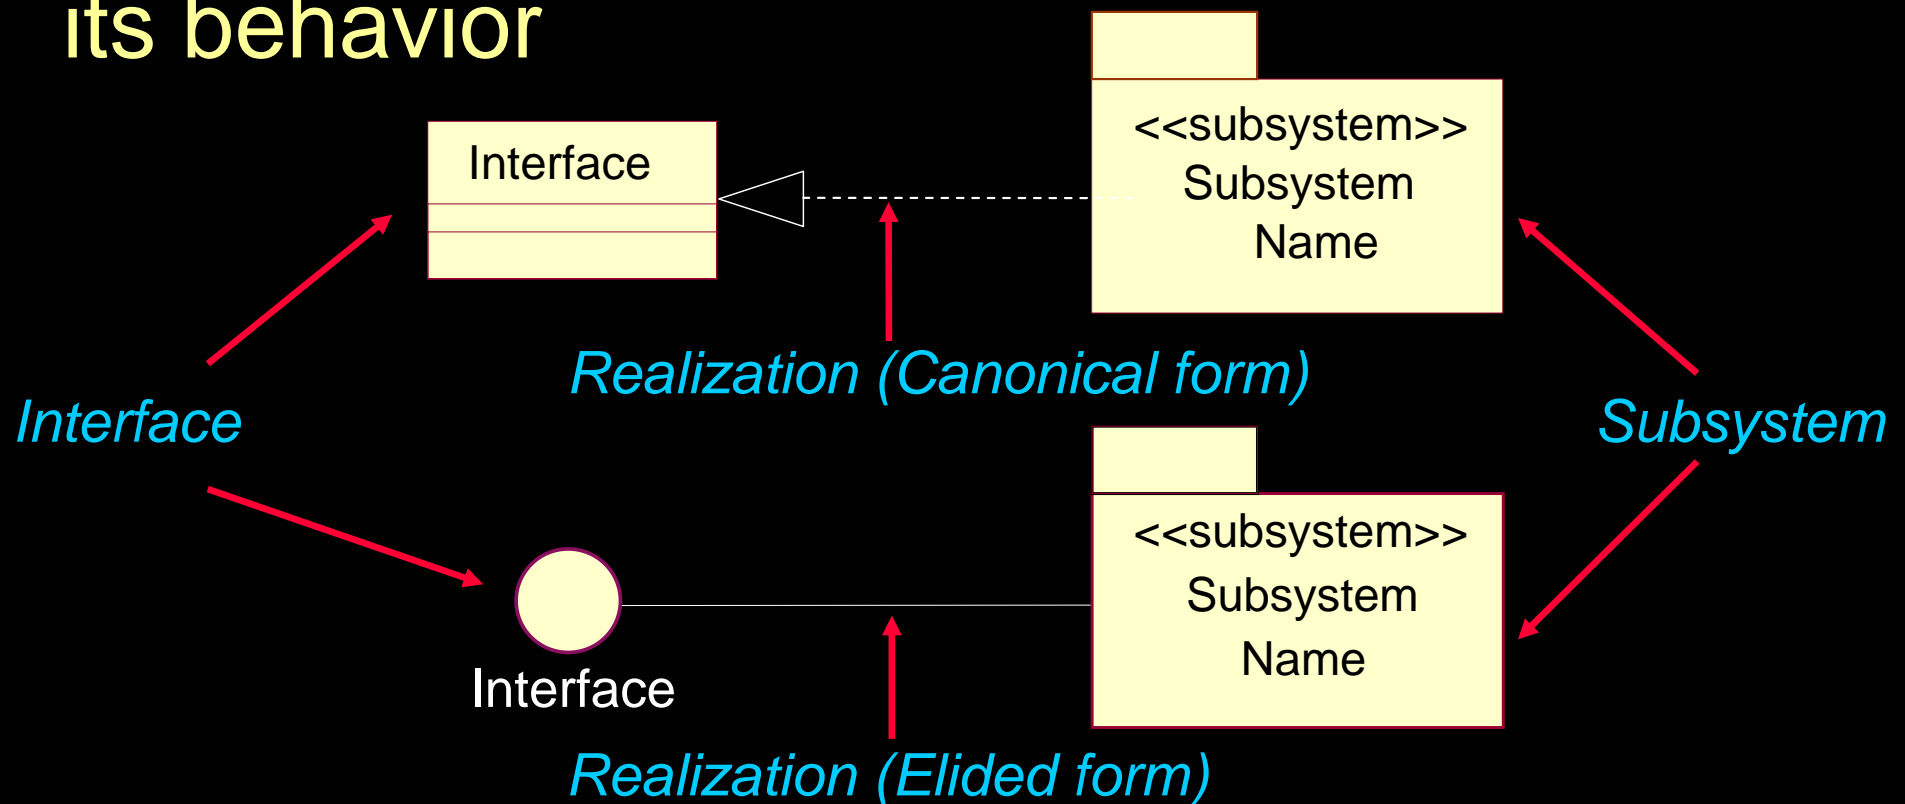 its behavior
Interface
<<subsystem>>
Subsystem
Name
Realization (Canonical form)
Interface
Subsystem
<<subsystem>>
Subsystem
Name
Interface
Realization (Elided form)